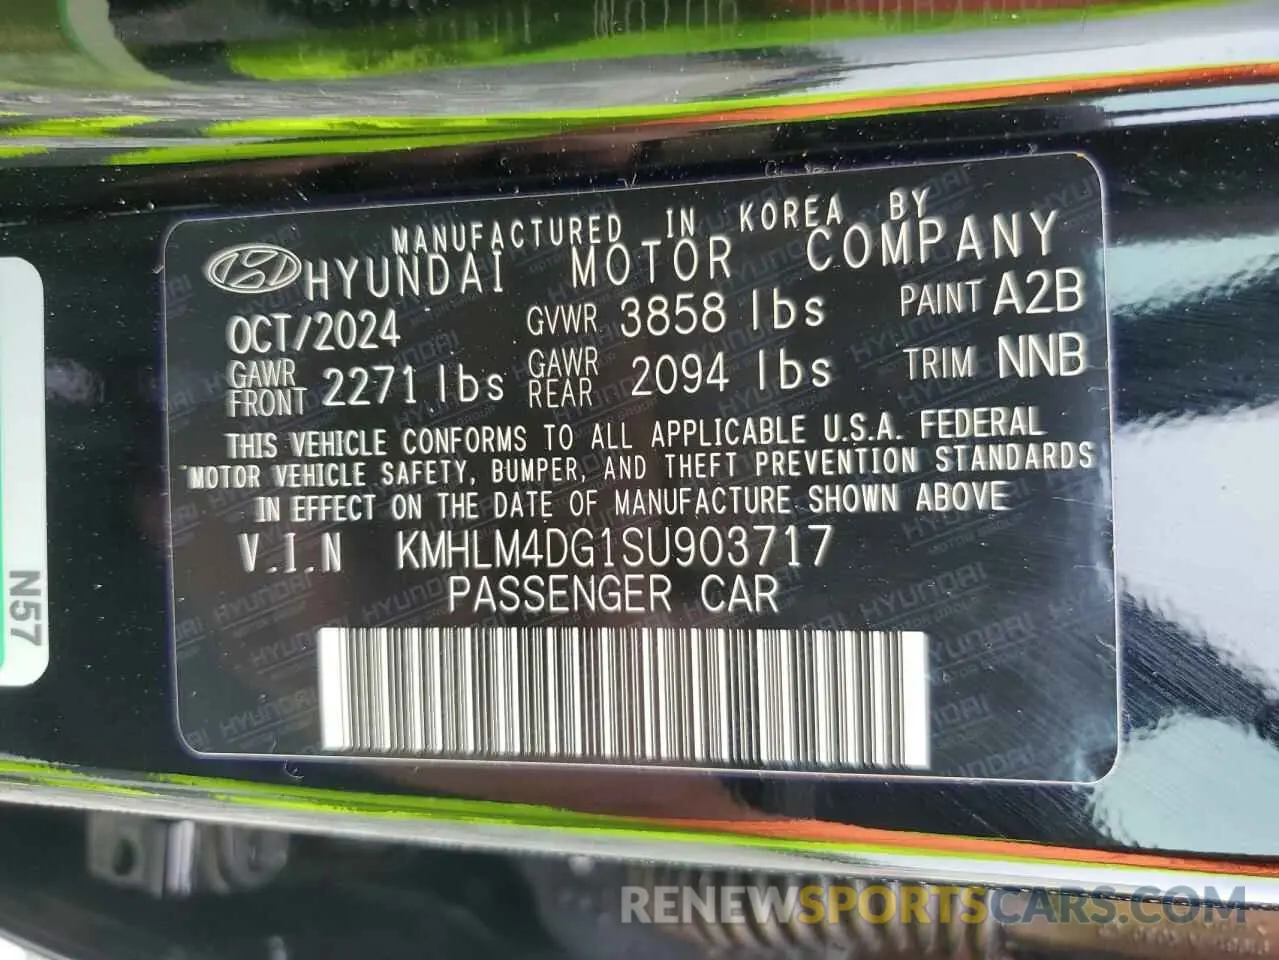 MANUFACTURED IN KOREA BY
HYUNDAI MOTOR COMPANY
OCT/2024 GVWR 3858 lbs PAINT A2B
GAWR FRONT 2271 lbs GAWR REAR 2094 lbs TRIM NNB
THIS VEHICLE CONFORMS TO ALL APPLICABLE U.S.A. FEDERAL
MOTOR VEHICLE SAFETY, BUMPER, AND THEFT PREVENTION STANDARDS
IN EFFECT ON THE DATE OF MANUFACTURE SHOWN ABOVE
V.I.N KMHLM4DG1SU903717
PASSENGER CAR
N57
RENEWSPORTSCARS.COM